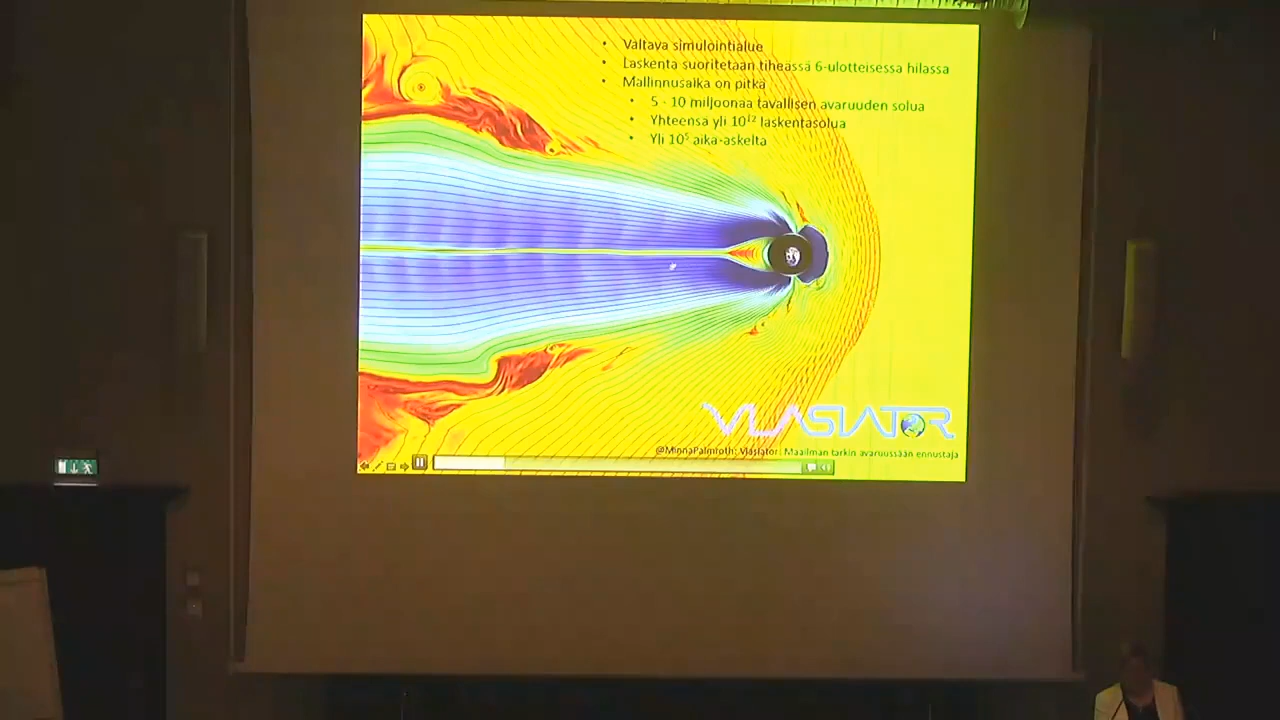 Valtava simulointialue
Laskenta suoritetaan tiheässä 6-ulotteisessa hilassa
Mallinnusaika on pitkä
5 - 10 miljoonaa tavallisen avaruuden solua
Yhteensä yli 10¹² laskentasolua
Yli 10⁵ aika-askelta
VLASIATOR
@MinnaPalmroth: Vlasiator: Maailman tarkin avaruussään ennustaja